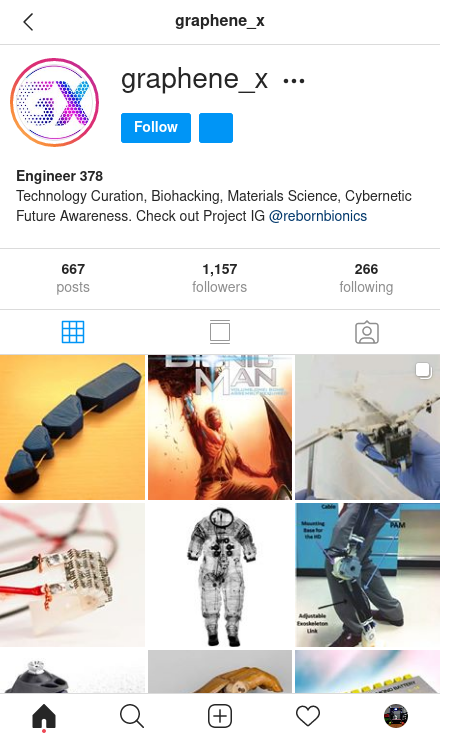 graphene_x
GX
graphene_x
Follow
Engineer 378
Technology Curation, Biohacking, Materials Science, Cybernetic
Future Awareness. Check out Project IG @rebornbionics
667
posts
1,157
followers
266
following
BIONIC
MAN
Cable
Mounting
Base for
the HD
PAM
Adjustable
Exoskeleton
Link
BATTERY